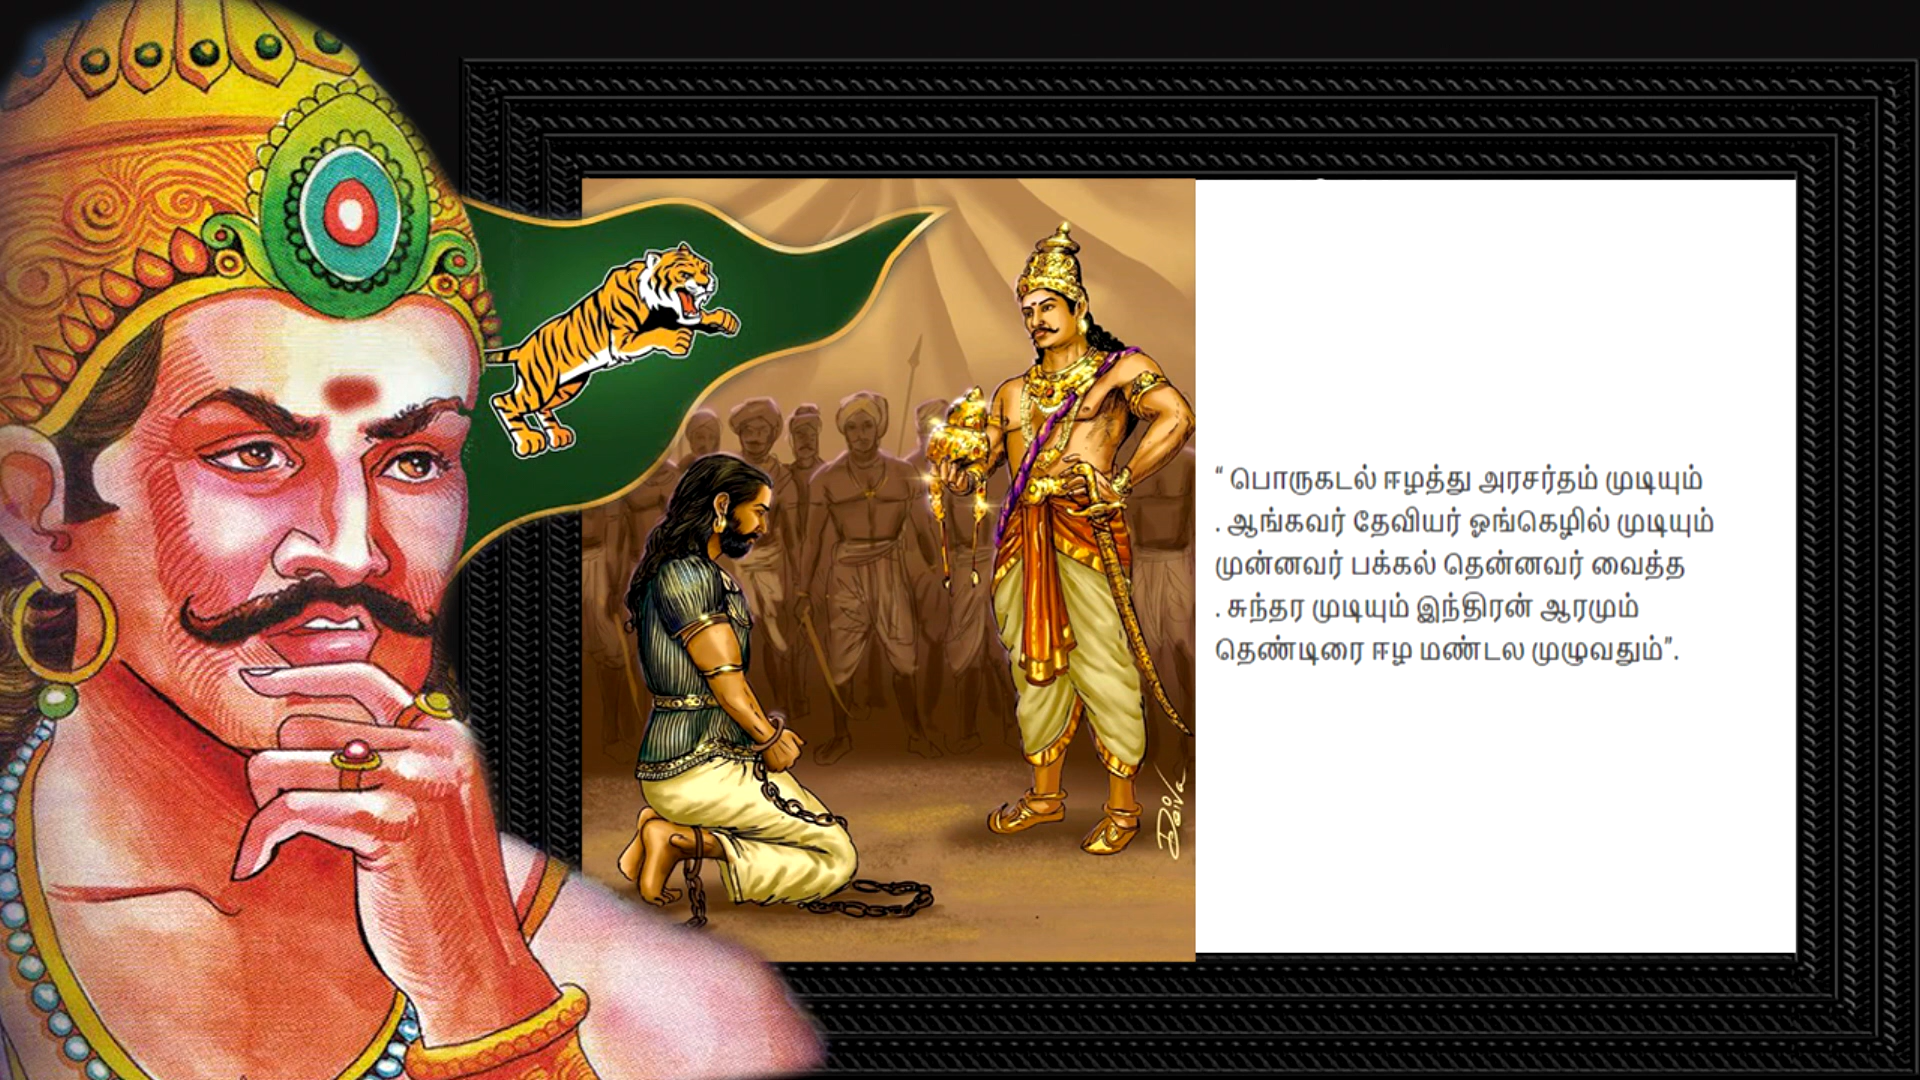 “ பொருகடல் ஈழத்து அரசர்தம் முடியும்
. ஆங்கவர் தேவியர் ஓங்கெழில் முடியும்
முன்னவர் பக்கல் தென்னவர் வைத்த
. சுந்தர முடியும் இந்திரன் ஆரமும்
தெண்டிரை ஈழ மண்டல முழுவதும்”.